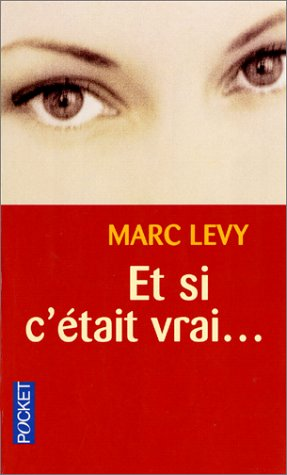 MARC LEVY
Et si
c'était vrai...
POCKET